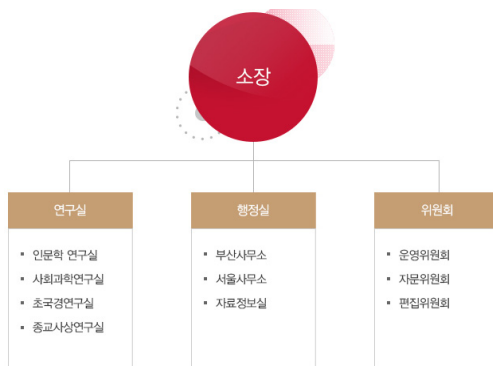 소장
연구실
인문학 연구실
사회과학연구실
초국경연구실
종교사상연구실
행정실
부산사무소
서울사무소
자료정보실
위원회
운영위원회
자문위원회
편집위원회